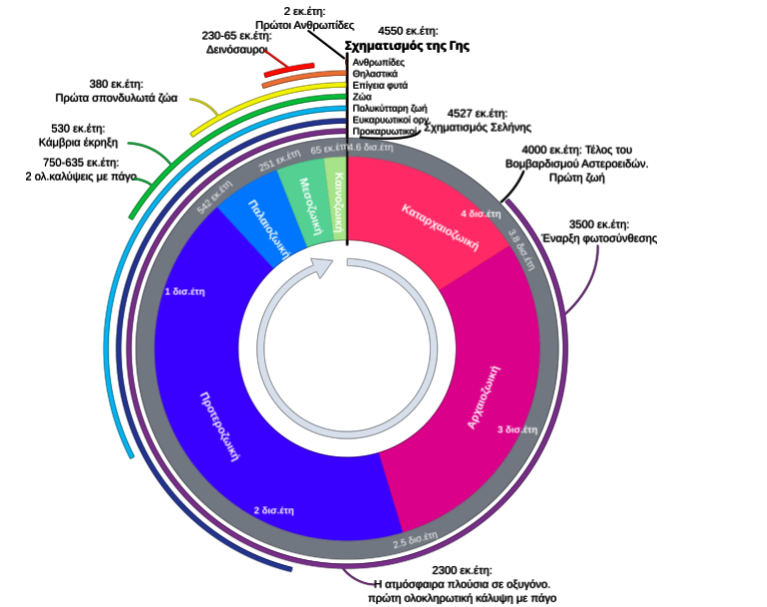 2 εκ.έτη:
Πρώτοι Ανθρωπίδες
230-65 εκ.έτη:
Δεινόσαυροι
4550 εκ.έτη:
Σχηματισμός της Γης
Ανθρωπίδες
Θηλαστικά
Επίγεια φυτά
Ζώα
Πολυκύτταρη ζωή
Ευκαρυωτικοί οργ.
Προκαρυωτικοί
380 εκ.έτη:
Πρώτα σπονδυλωτά ζώα
530 εκ.έτη:
Κάμβρια έκρηξη
750-635 εκ.έτη:
2 ολ.καλύψεις με πάγο
4527 εκ.έτη:
Σχηματισμός Σελήνης
4000 εκ.έτη: Τέλος του
Βομβαρδισμού Αστεροειδών.
Πρώτη ζωή
3500 εκ.έτη:
Έναρξη φωτοσύνθεσης
542 εκ.έτη
251 εκ.έτη
65 εκ.έτη
4.6 δισ.έτη
Παλαιοζωική
Μεσοζωική
Καινοζωική
Καταρχαιοζωική
4 δισ.έτη
3.8 δισ.έτη
1 δισ.έτη
Προτεροζωική
Αρχαιοζωική
3 δισ.έτη
2 δισ.έτη
2.5 δισ.έτη
2300 εκ.έτη:
Η ατμόσφαιρα πλούσια σε οξυγόνο.
πρώτη ολοκληρωτική κάλυψη με πάγο